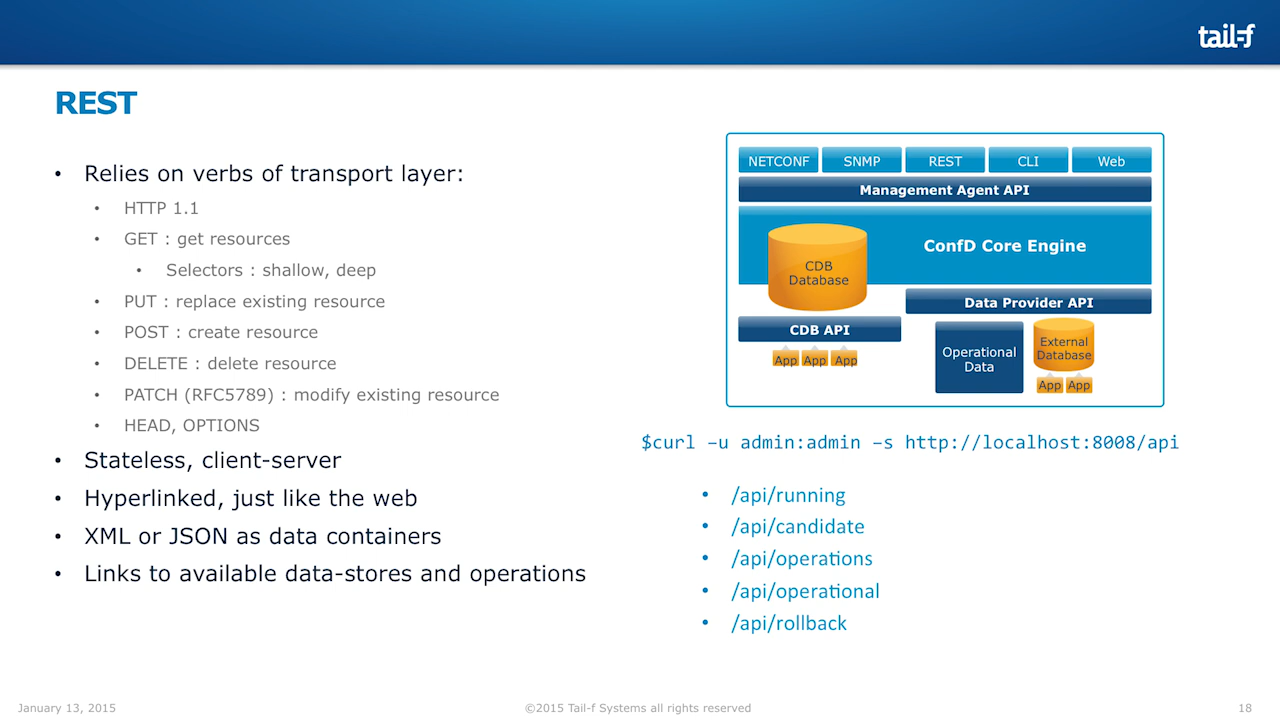 tail-f
REST
• Relies on verbs of transport layer:
• HTTP 1.1
• GET : get resources
• Selectors : shallow, deep
• PUT : replace existing resource
• POST : create resource
• DELETE : delete resource
• PATCH (RFC5789) : modify existing resource
• HEAD, OPTIONS
• Stateless, client-server
• Hyperlinked, just like the web
• XML or JSON as data containers
• Links to available data-stores and operations
NETCONF SNMP REST CLI Web
Management Agent API
ConfD Core Engine
CDB
Database
Data Provider API
CDB API
App App App
Operational
Data
External
Database
App App
$curl –u admin:admin –s http://localhost:8008/api
• /api/running
• /api/candidate
• /api/operations
• /api/operational
• /api/rollback
January 13, 2015
©2015 Tail-f Systems all rights reserved
18